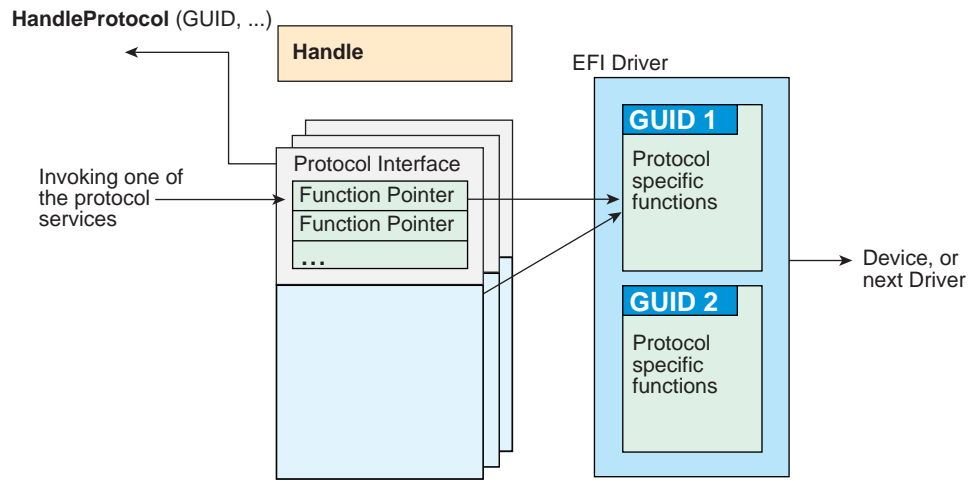 HandleProtocol (GUID, ...)
Handle
EFI Driver
GUID 1
Protocol Interface
Protocol
specific
functions
Invoking one of
the protocol
services
Function Pointer
Function Pointer
...
Device, or
next Driver
GUID 2
Protocol
specific
functions